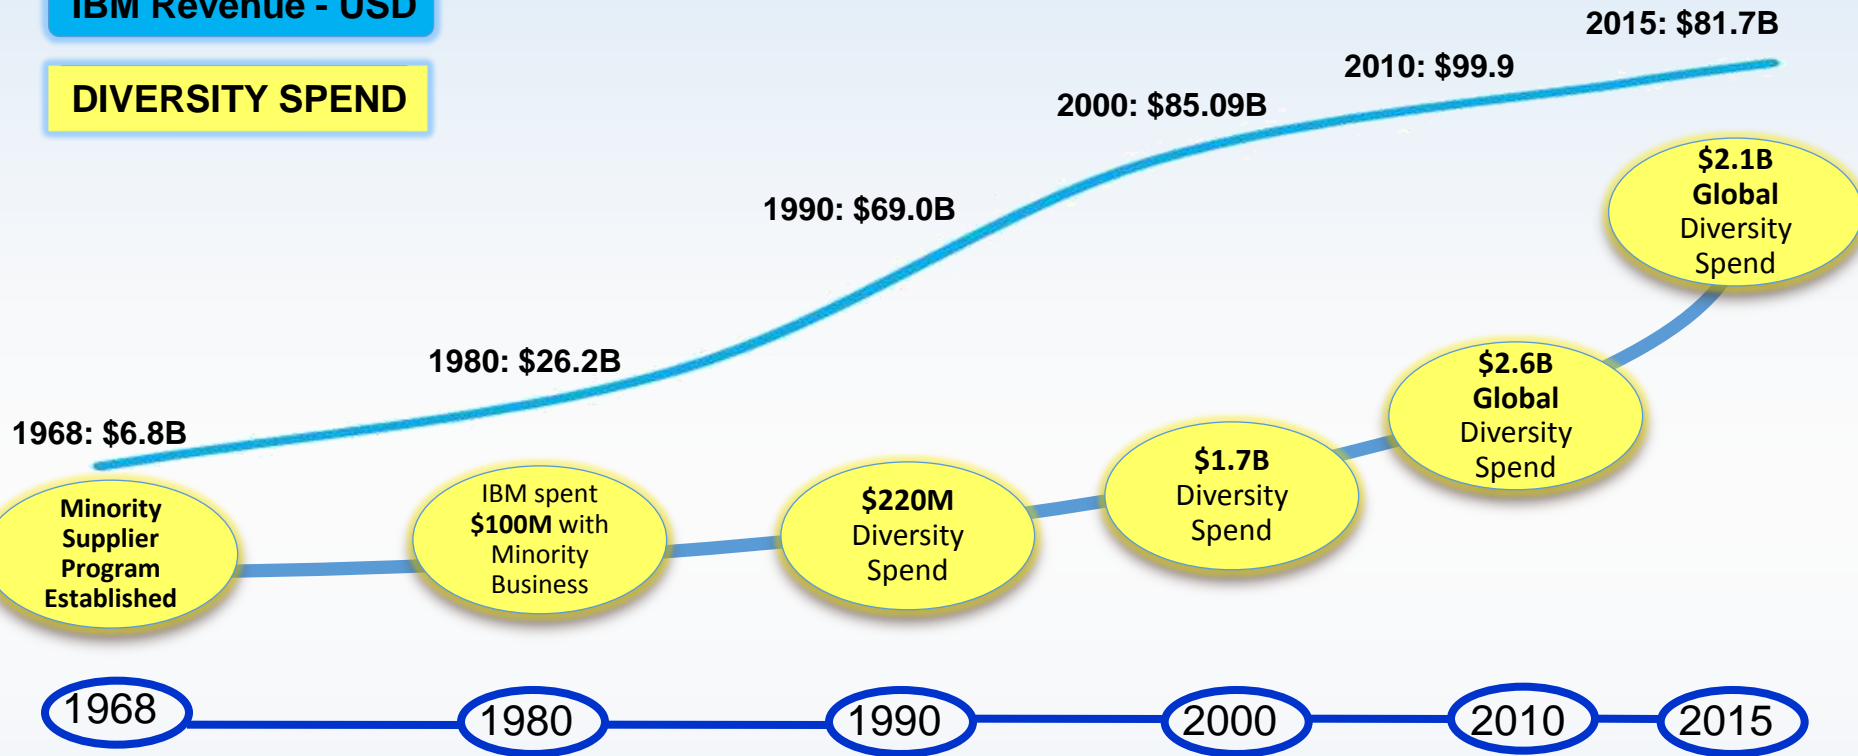 IBM Revenue - USD
DIVERSITY SPEND
2015: $81.7B
2010: $99.9
2000: $85.09B
1990: $69.0B
1980: $26.2B
1968: $6.8B
Minority
Supplier
Program
Established
IBM spent
$100M with
Minority
Business
$220M
Diversity
Spend
$1.7B
Diversity
Spend
$2.6B
Global
Diversity
Spend
$2.1B
Global
Diversity
Spend
1968
1980
1990
2000
2010
2015